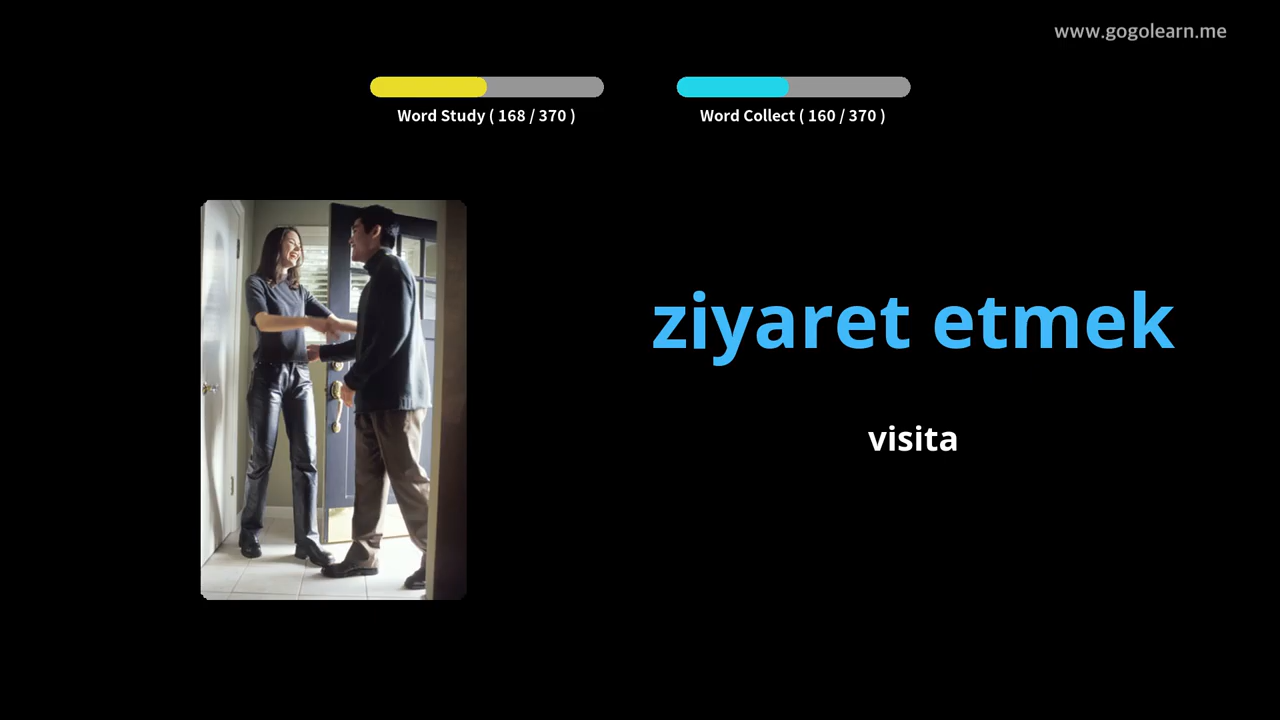 www.gogolearn.me
Word Study ( 168 / 370 )
Word Collect ( 160 / 370 )
ziyaret etmek
visita